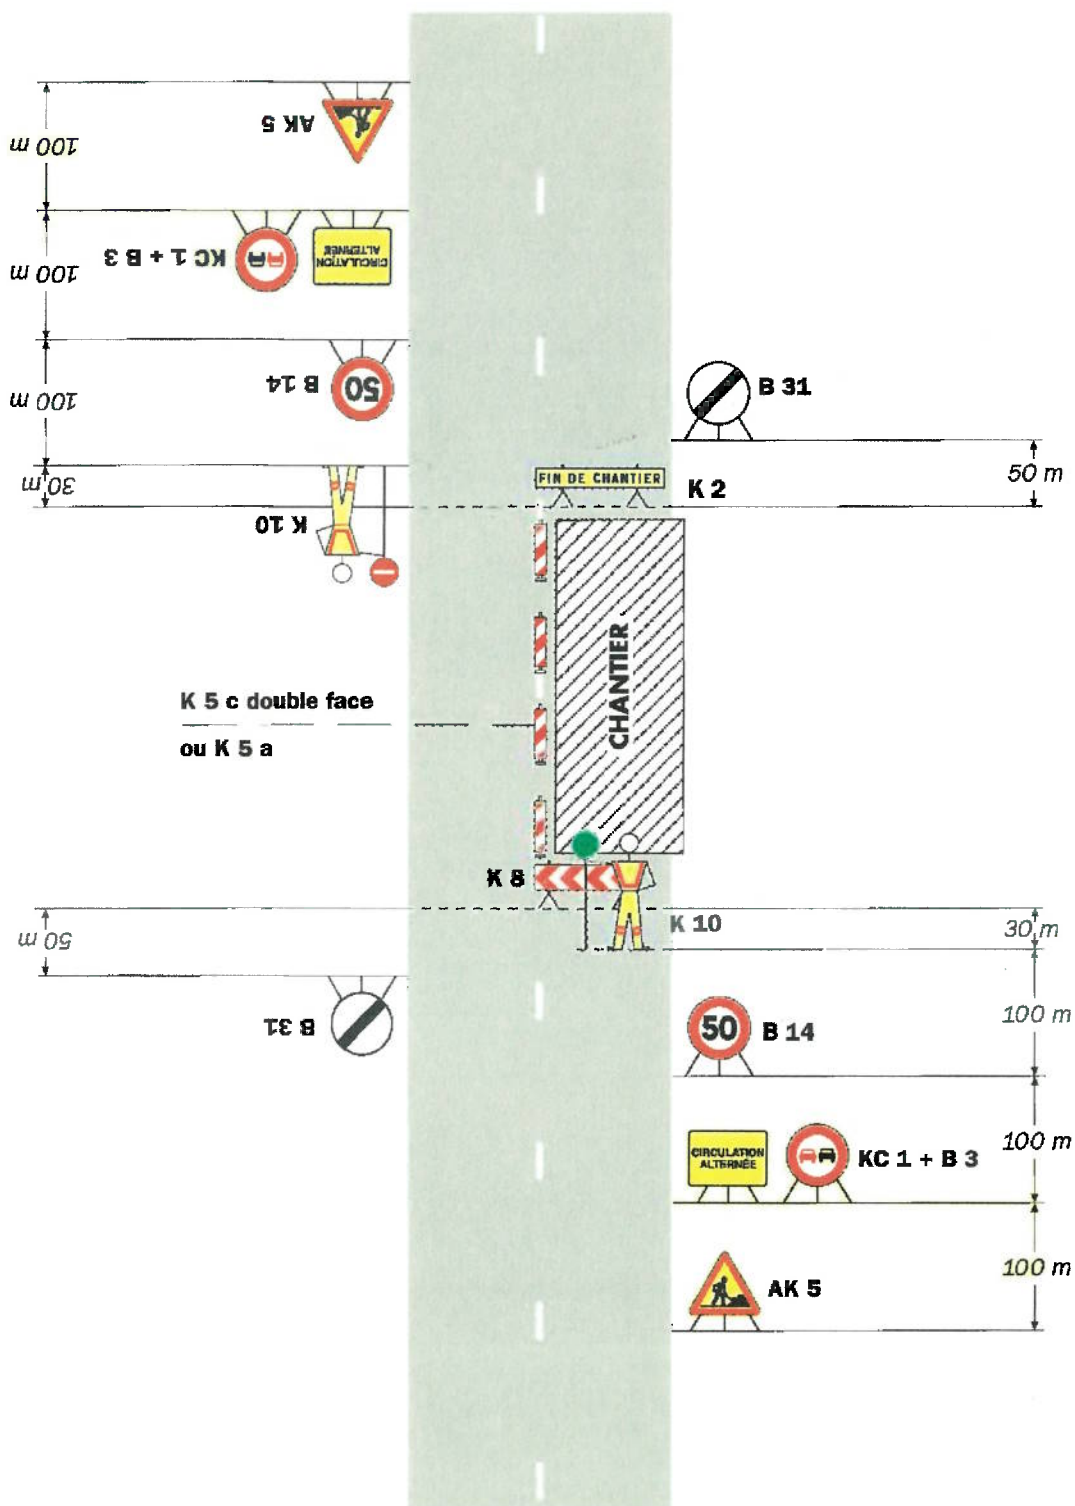 AK 5
100 m
KC 1 + B 3
CIRCULATION
ALTERNÉE
100 m
B 14
50
100 m
B 31
30 m
K 10
FIN DE CHANTIER
K 2
50 m
CHANTIER
K 5 c double face
ou K 5 a
K 8
K 10
30 m
50 m
B 31
50
B 14
100 m
CIRCULATION
ALTERNÉE
KC 1 + B 3
100 m
AK 5
100 m